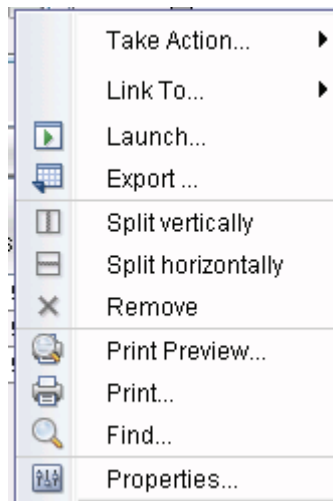 Take Action...
Link To...
Launch...
Export ...
Split vertically
Split horizontally
Remove
Print Preview...
Print...
Find...
Properties...